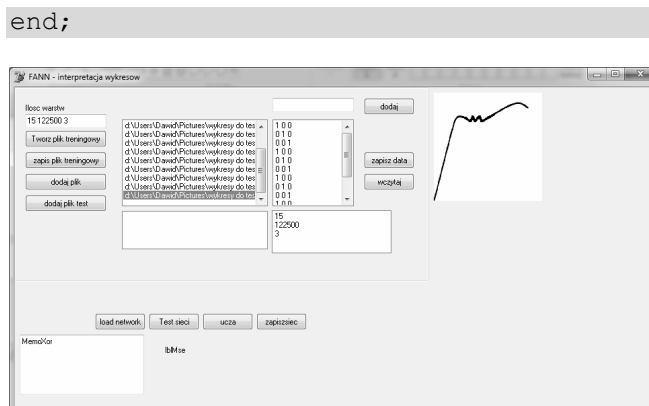 end;
FANN - interpretacja wykresow
Ilosc warstw
15 122500 3
Tworz plik treningowy
zapis plik treningowy
dodaj plik
dodaj plik test
d:\Users\Dawid\Pictures\wykresy do tes
d:\Users\Dawid\Pictures\wykresy do tes
d:\Users\Dawid\Pictures\wykresy do tes
d:\Users\Dawid\Pictures\wykresy do tes
d:\Users\Dawid\Pictures\wykresy do tes
d:\Users\Dawid\Pictures\wykresy do tes
d:\Users\Dawid\Pictures\wykresy do tes
d:\Users\Dawid\Pictures\wykresy do tes
d:\Users\Dawid\Pictures\wykresy do tes
1 0 0
0 1 0
0 0 1
1 0 0
0 1 0
0 0 1
1 0 0
0 1 0
0 0 1
1 0 0
dodaj
zapisz data
wczytaj
15
122500
3
load network
Test sieci
ucza
zapiszsiec
MemoXor
lblMse